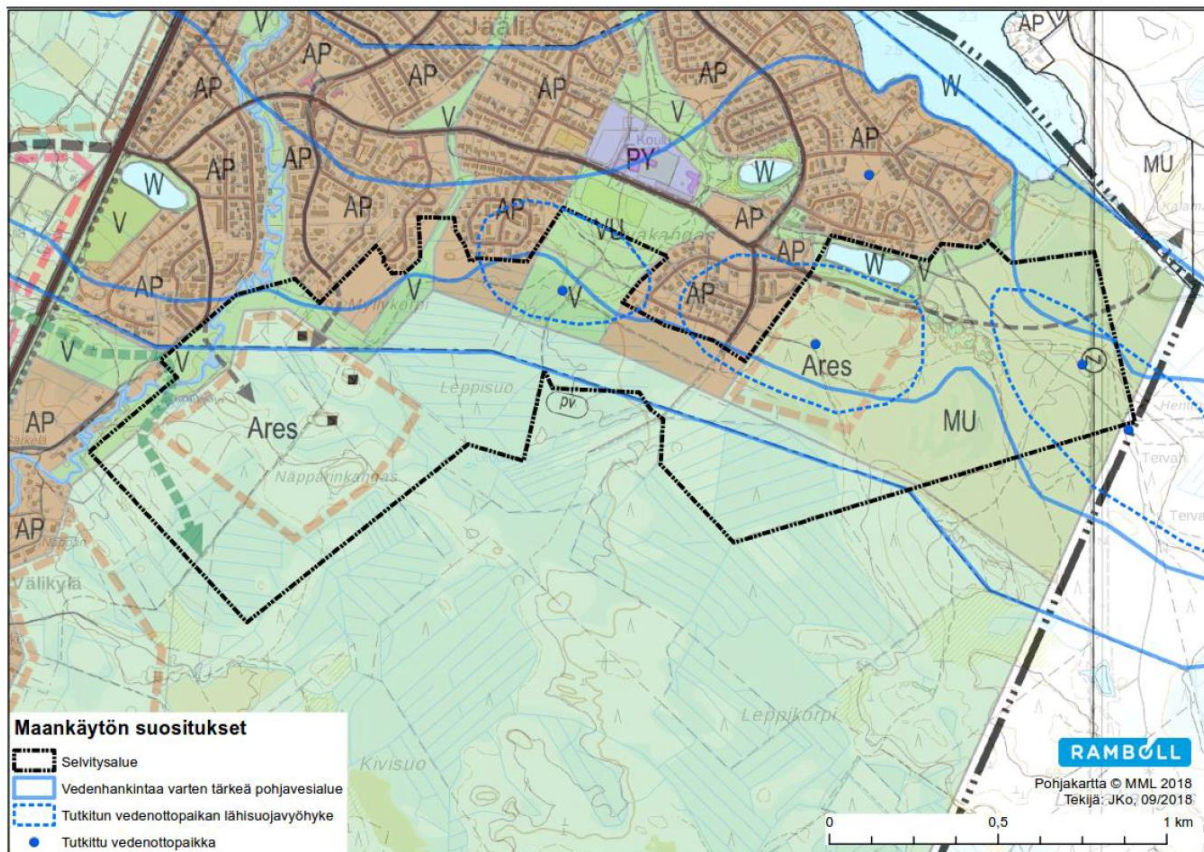 Jääli
AP
AP
AP
AP
AP
AP
V
V
W
AP
V
AP
W
AP
MU
V
Koulu
PY
W
AP
AP
V
AP
AP
AP
VU
AP
AP
V
W
V
Myllykorpi
V
AP
V
Ares
Leppisuo
pv
Ares
MU
AP
Näppärinkangas
AP
Välikylä
Leppikorpi
Kivisuo
Maankäytön suositukset
Selvitysalue
Vedenhankintaa varten tärkeä pohjavesialue
Tutkitun vedenottopaikan lähisuojavyöhyke
Tutkittu vedenottopaikka
RAMBOLL
Pohjakartta © MML 2018
Tekijä: JKo, 09/2018
0 0,5 1 km